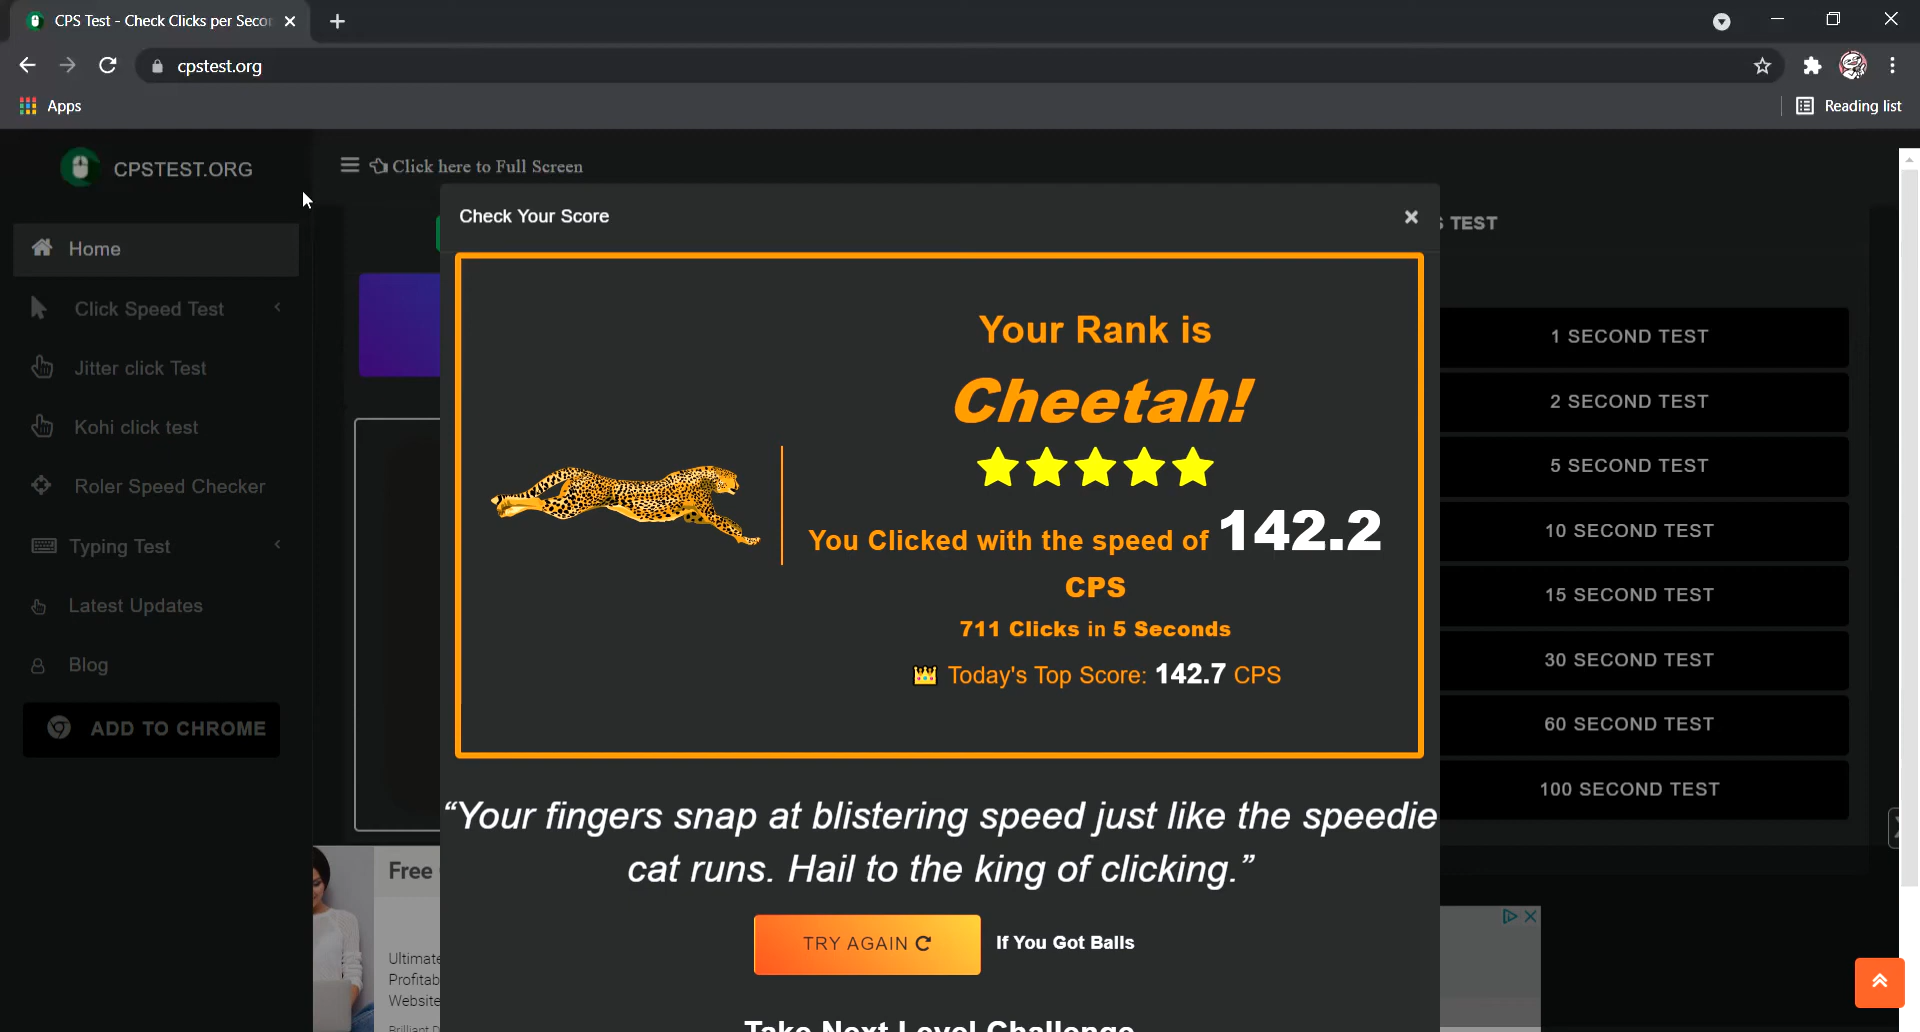 CPS Test - Check Clicks per Secon
cpstest.org
Apps
Reading list
CPSTEST.ORG
Click here to Full Screen
Home
Click Speed Test
Jitter click Test
Kohi click test
Roler Speed Checker
Typing Test
Latest Updates
Blog
ADD TO CHROME
Check Your Score
Your Rank is
Cheetah!
You Clicked with the speed of 142.2
CPS
711 Clicks in 5 Seconds
Today's Top Score: 142.7 CPS
“Your fingers snap at blistering speed just like the speedie
cat runs. Hail to the king of clicking.”
TRY AGAIN
If You Got Balls
Take Next Level Challenge
TEST
1 SECOND TEST
2 SECOND TEST
5 SECOND TEST
10 SECOND TEST
15 SECOND TEST
30 SECOND TEST
60 SECOND TEST
100 SECOND TEST
Free
Ultimate
Profitab
Website
Brilliant